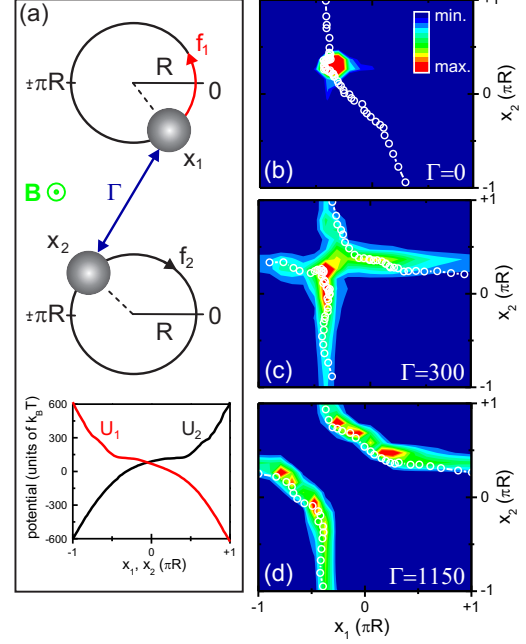 (a)
f₁
R
±πR
0
x₁
B ⊙
Γ
x₂
f₂
±πR
R
0
potential (units of k_BT)
600
300
0
-300
-600
U₁
U₂
-1
0
+1
x₁, x₂ (πR)
min.
max.
(b)
Γ=0
+1
0
-1
x₂ (πR)
(c)
Γ=300
+1
0
-1
x₂ (πR)
(d)
Γ=1150
+1
0
-1
x₂ (πR)
-1
0
1
x₁ (πR)